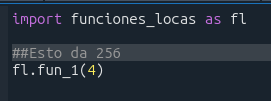 import funciones_locas as fl
##Esto da 256
fl.fun_1(4)